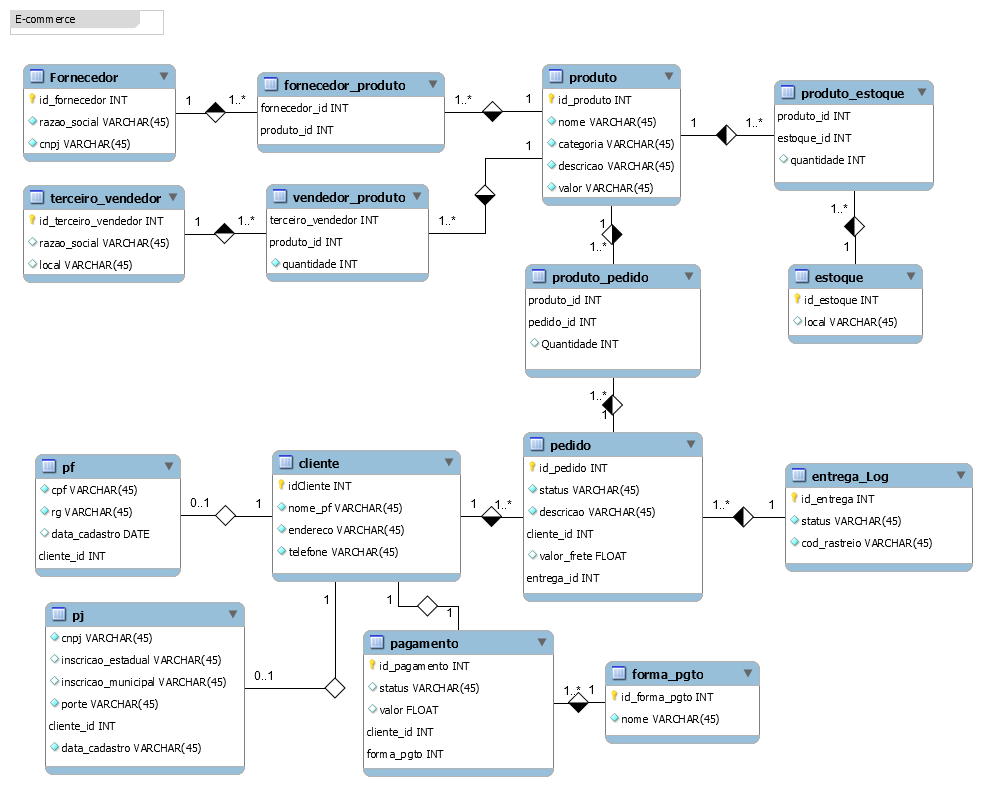 E-commerce
Fornecedor
id_fornecedor INT
razao_social VARCHAR(45)
cnpj VARCHAR(45)
1
1..*
fornecedor_produto
fornecedor_id INT
produto_id INT
1..*
1
produto
id_produto INT
nome VARCHAR(45)
categoria VARCHAR(45)
descricao VARCHAR(45)
valor VARCHAR(45)
1
1..*
produto_estoque
produto_id INT
estoque_id INT
quantidade INT
terceiro_vendedor
id_terceiro_vendedor INT
razao_social VARCHAR(45)
local VARCHAR(45)
1
1..*
vendedor_produto
terceiro_vendedor INT
produto_id INT
quantidade INT
1..*
1
1
1..*
1..*
1
produto_pedido
produto_id INT
pedido_id INT
Quantidade INT
estoque
id_estoque INT
local VARCHAR(45)
1..*
1
pf
cpf VARCHAR(45)
rg VARCHAR(45)
data_cadastro DATE
cliente_id INT
0..1
1
cliente
idCliente INT
nome_pf VARCHAR(45)
endereco VARCHAR(45)
telefone VARCHAR(45)
1
1..*
pedido
id_pedido INT
status VARCHAR(45)
descricao VARCHAR(45)
cliente_id INT
valor_frete FLOAT
entrega_id INT
1..*
1
entrega_Log
id_entrega INT
status VARCHAR(45)
cod_rastreio VARCHAR(45)
pj
cnpj VARCHAR(45)
inscricao_estadual VARCHAR(45)
inscricao_municipal VARCHAR(45)
porte VARCHAR(45)
cliente_id INT
data_cadastro VARCHAR(45)
0..1
1
1
1
pagamento
id_pagamento INT
status VARCHAR(45)
valor FLOAT
cliente_id INT
forma_pgto INT
1..*
1
forma_pgto
id_forma_pgto INT
nome VARCHAR(45)